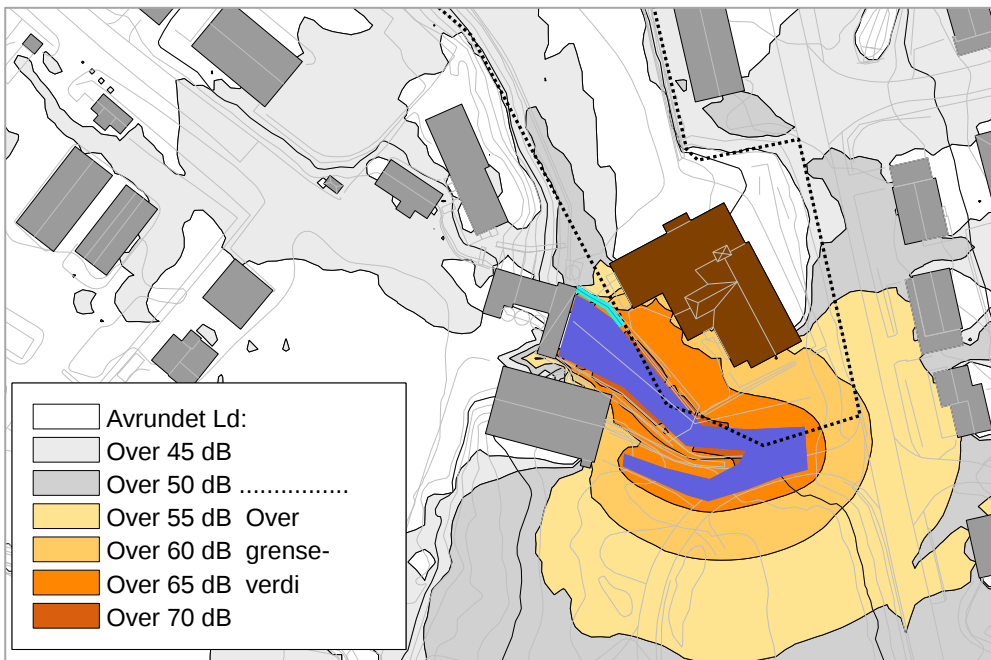 Avrundet Ld:
Over 45 dB
Over 50 dB ................
Over 55 dB  Over
Over 60 dB  grense-
Over 65 dB  verdi
Over 70 dB